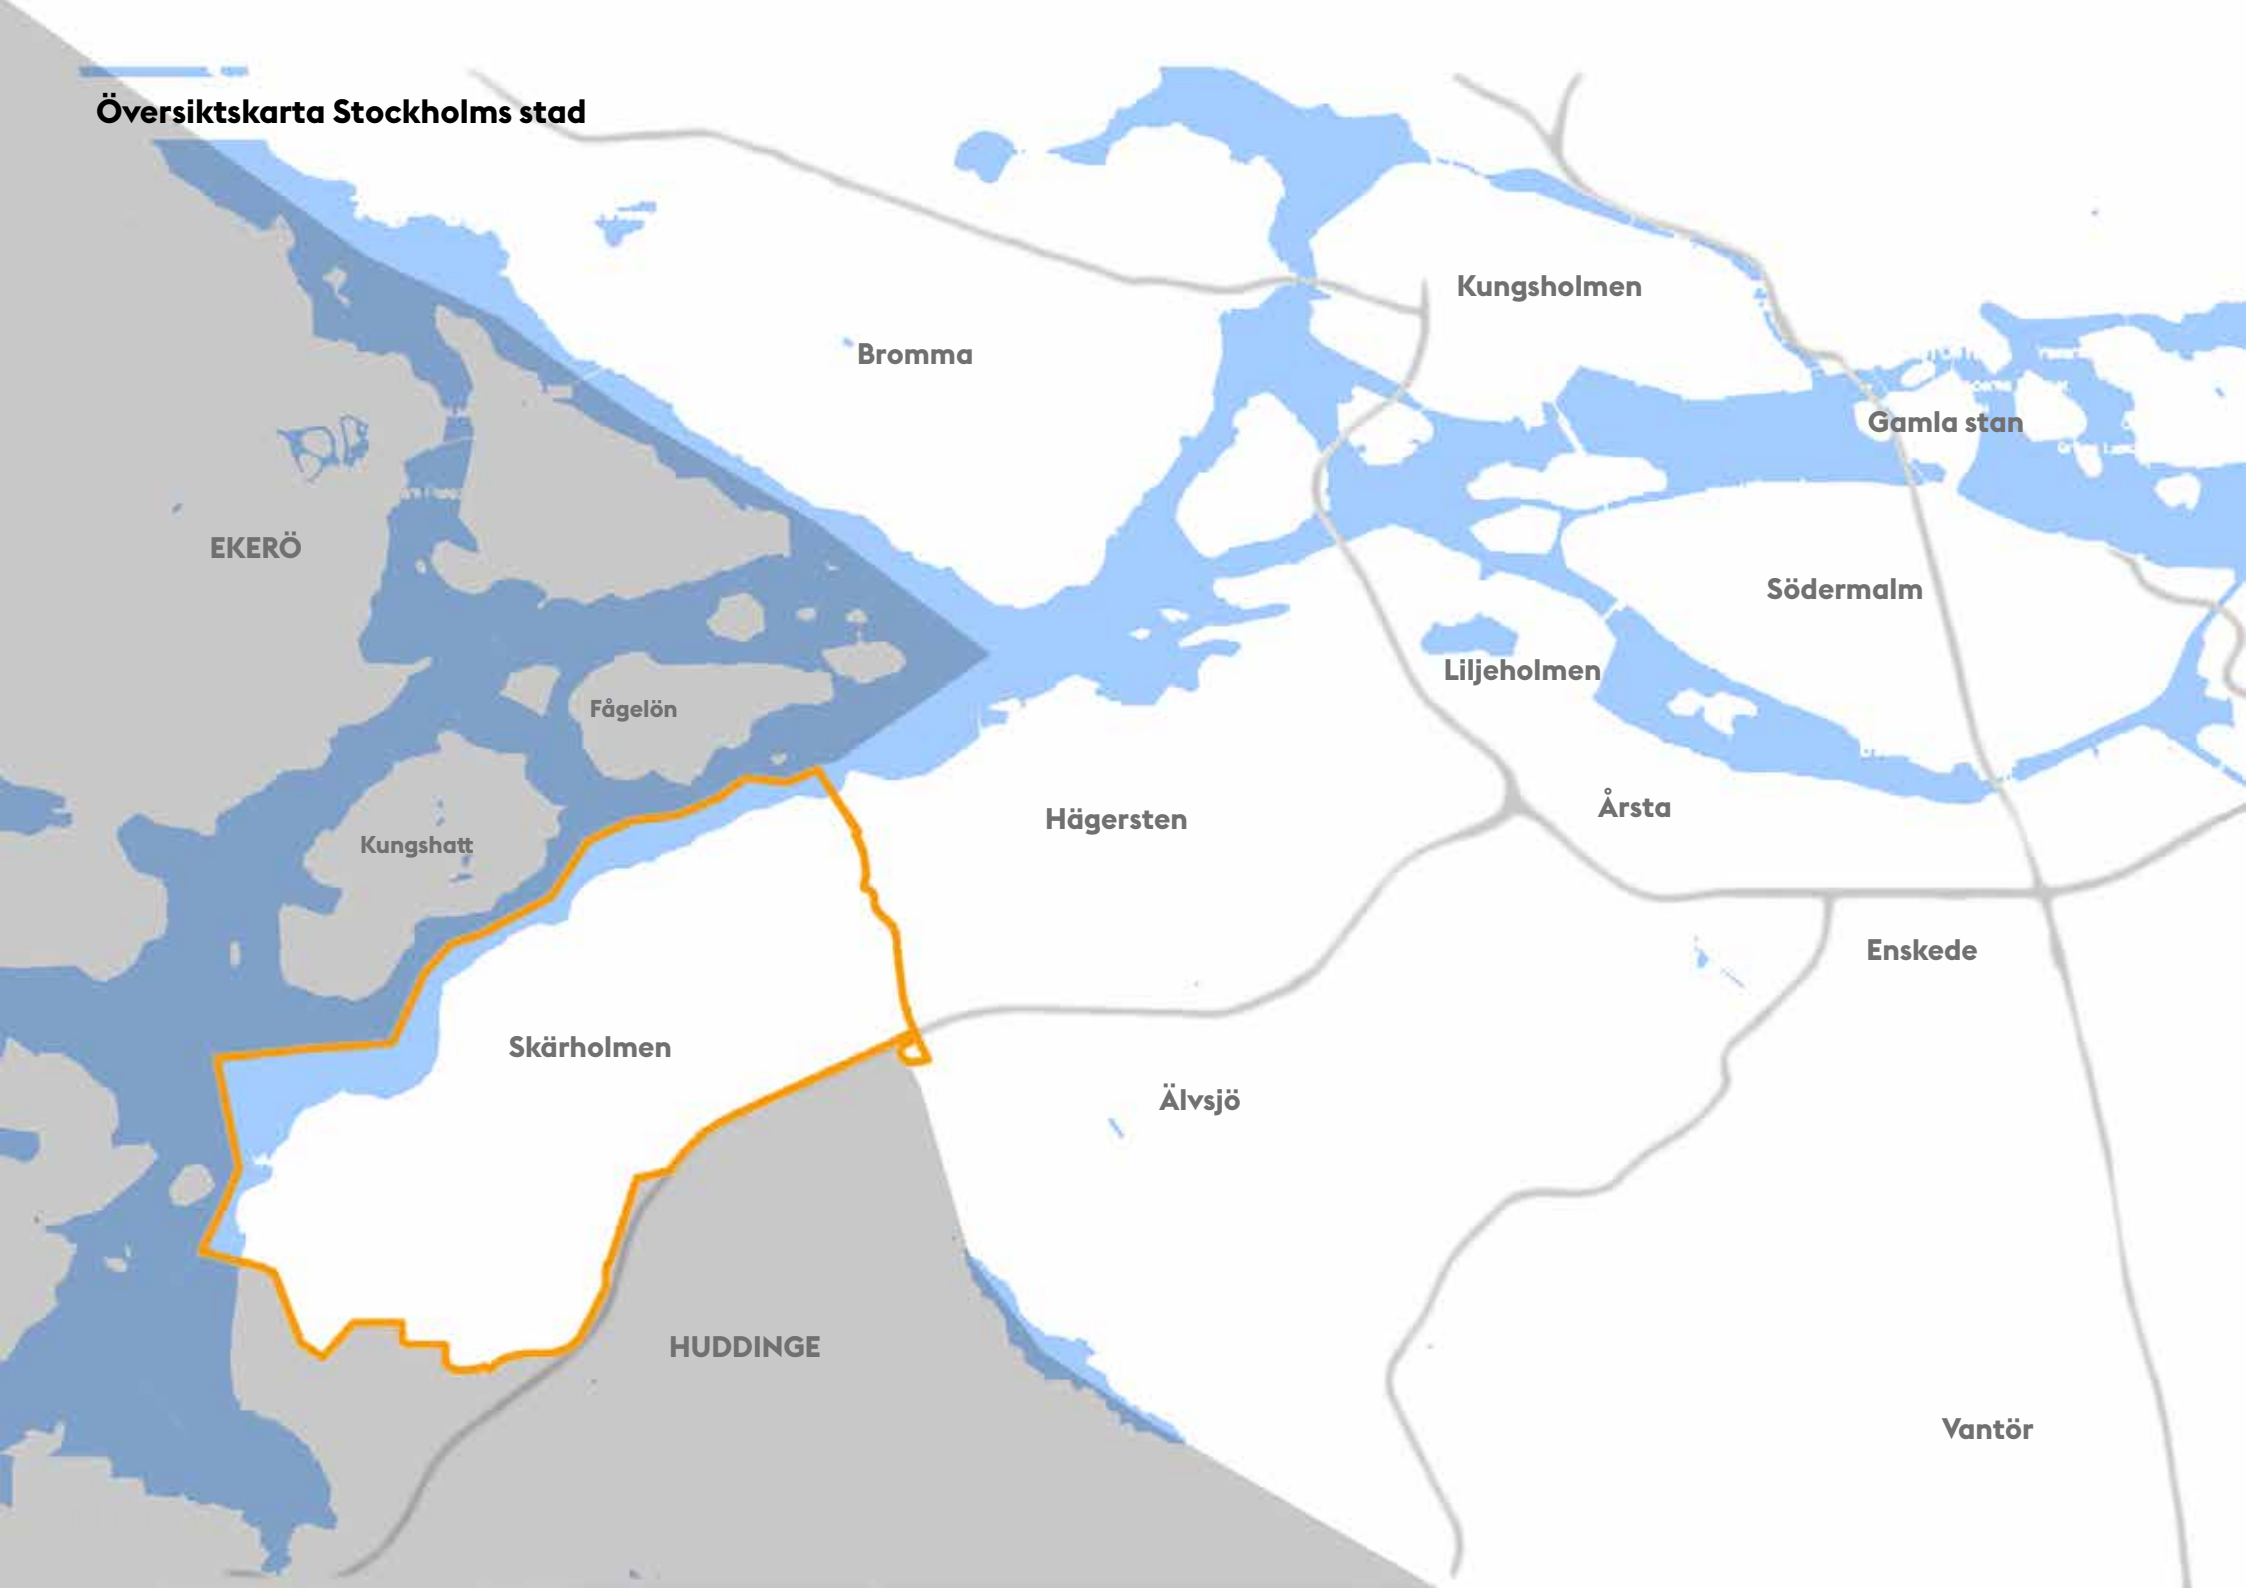 Översiktskarta Stockholms stad
Kungsholmen
Bromma
Gamla stan
EKERÖ
Södermalm
Liljeholmen
Fågelön
Årsta
Hägersten
Kungshatt
Enskede
Skärholmen
Älvsjö
HUDDINGE
Vantör